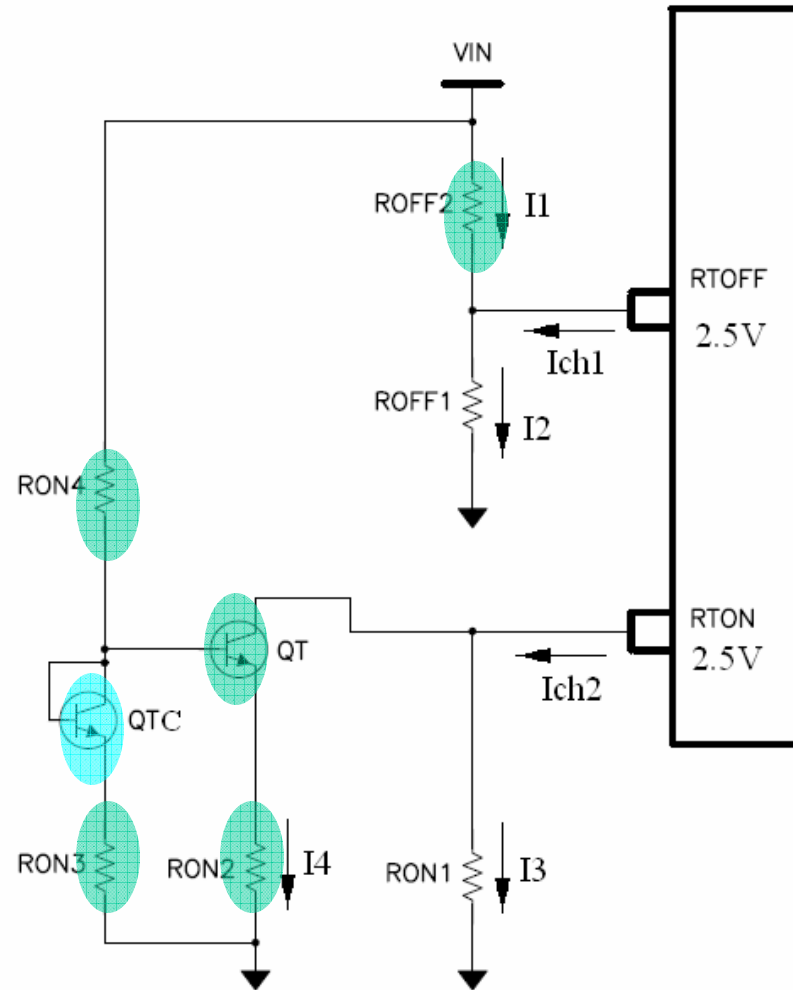 VIN
ROFF2
I1
RTOFF
2.5V
Ich1
ROFF1
I2
RON4
QT
RTON
2.5V
Ich2
QTC
RON3
RON2
I4
RON1
I3